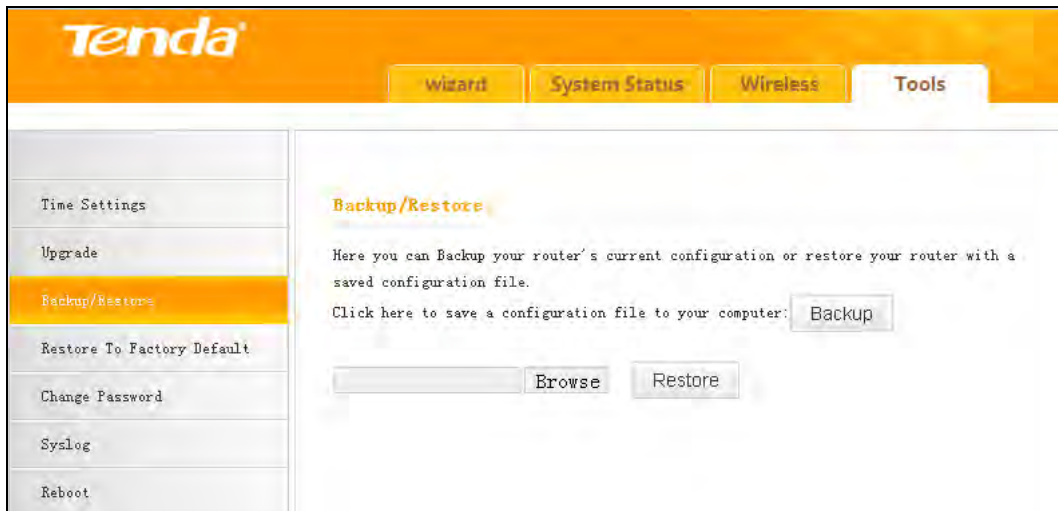 Tenda
wizard System Status Wireless Tools
Time Settings
Upgrade
Backup/Restore
Restore To Factory Default
Change Password
Syslog
Reboot
Backup/Restore
Here you can Backup your router's current configuration or restore your router with a
saved configuration file.
Click here to save a configuration file to your computer: Backup
Browse Restore